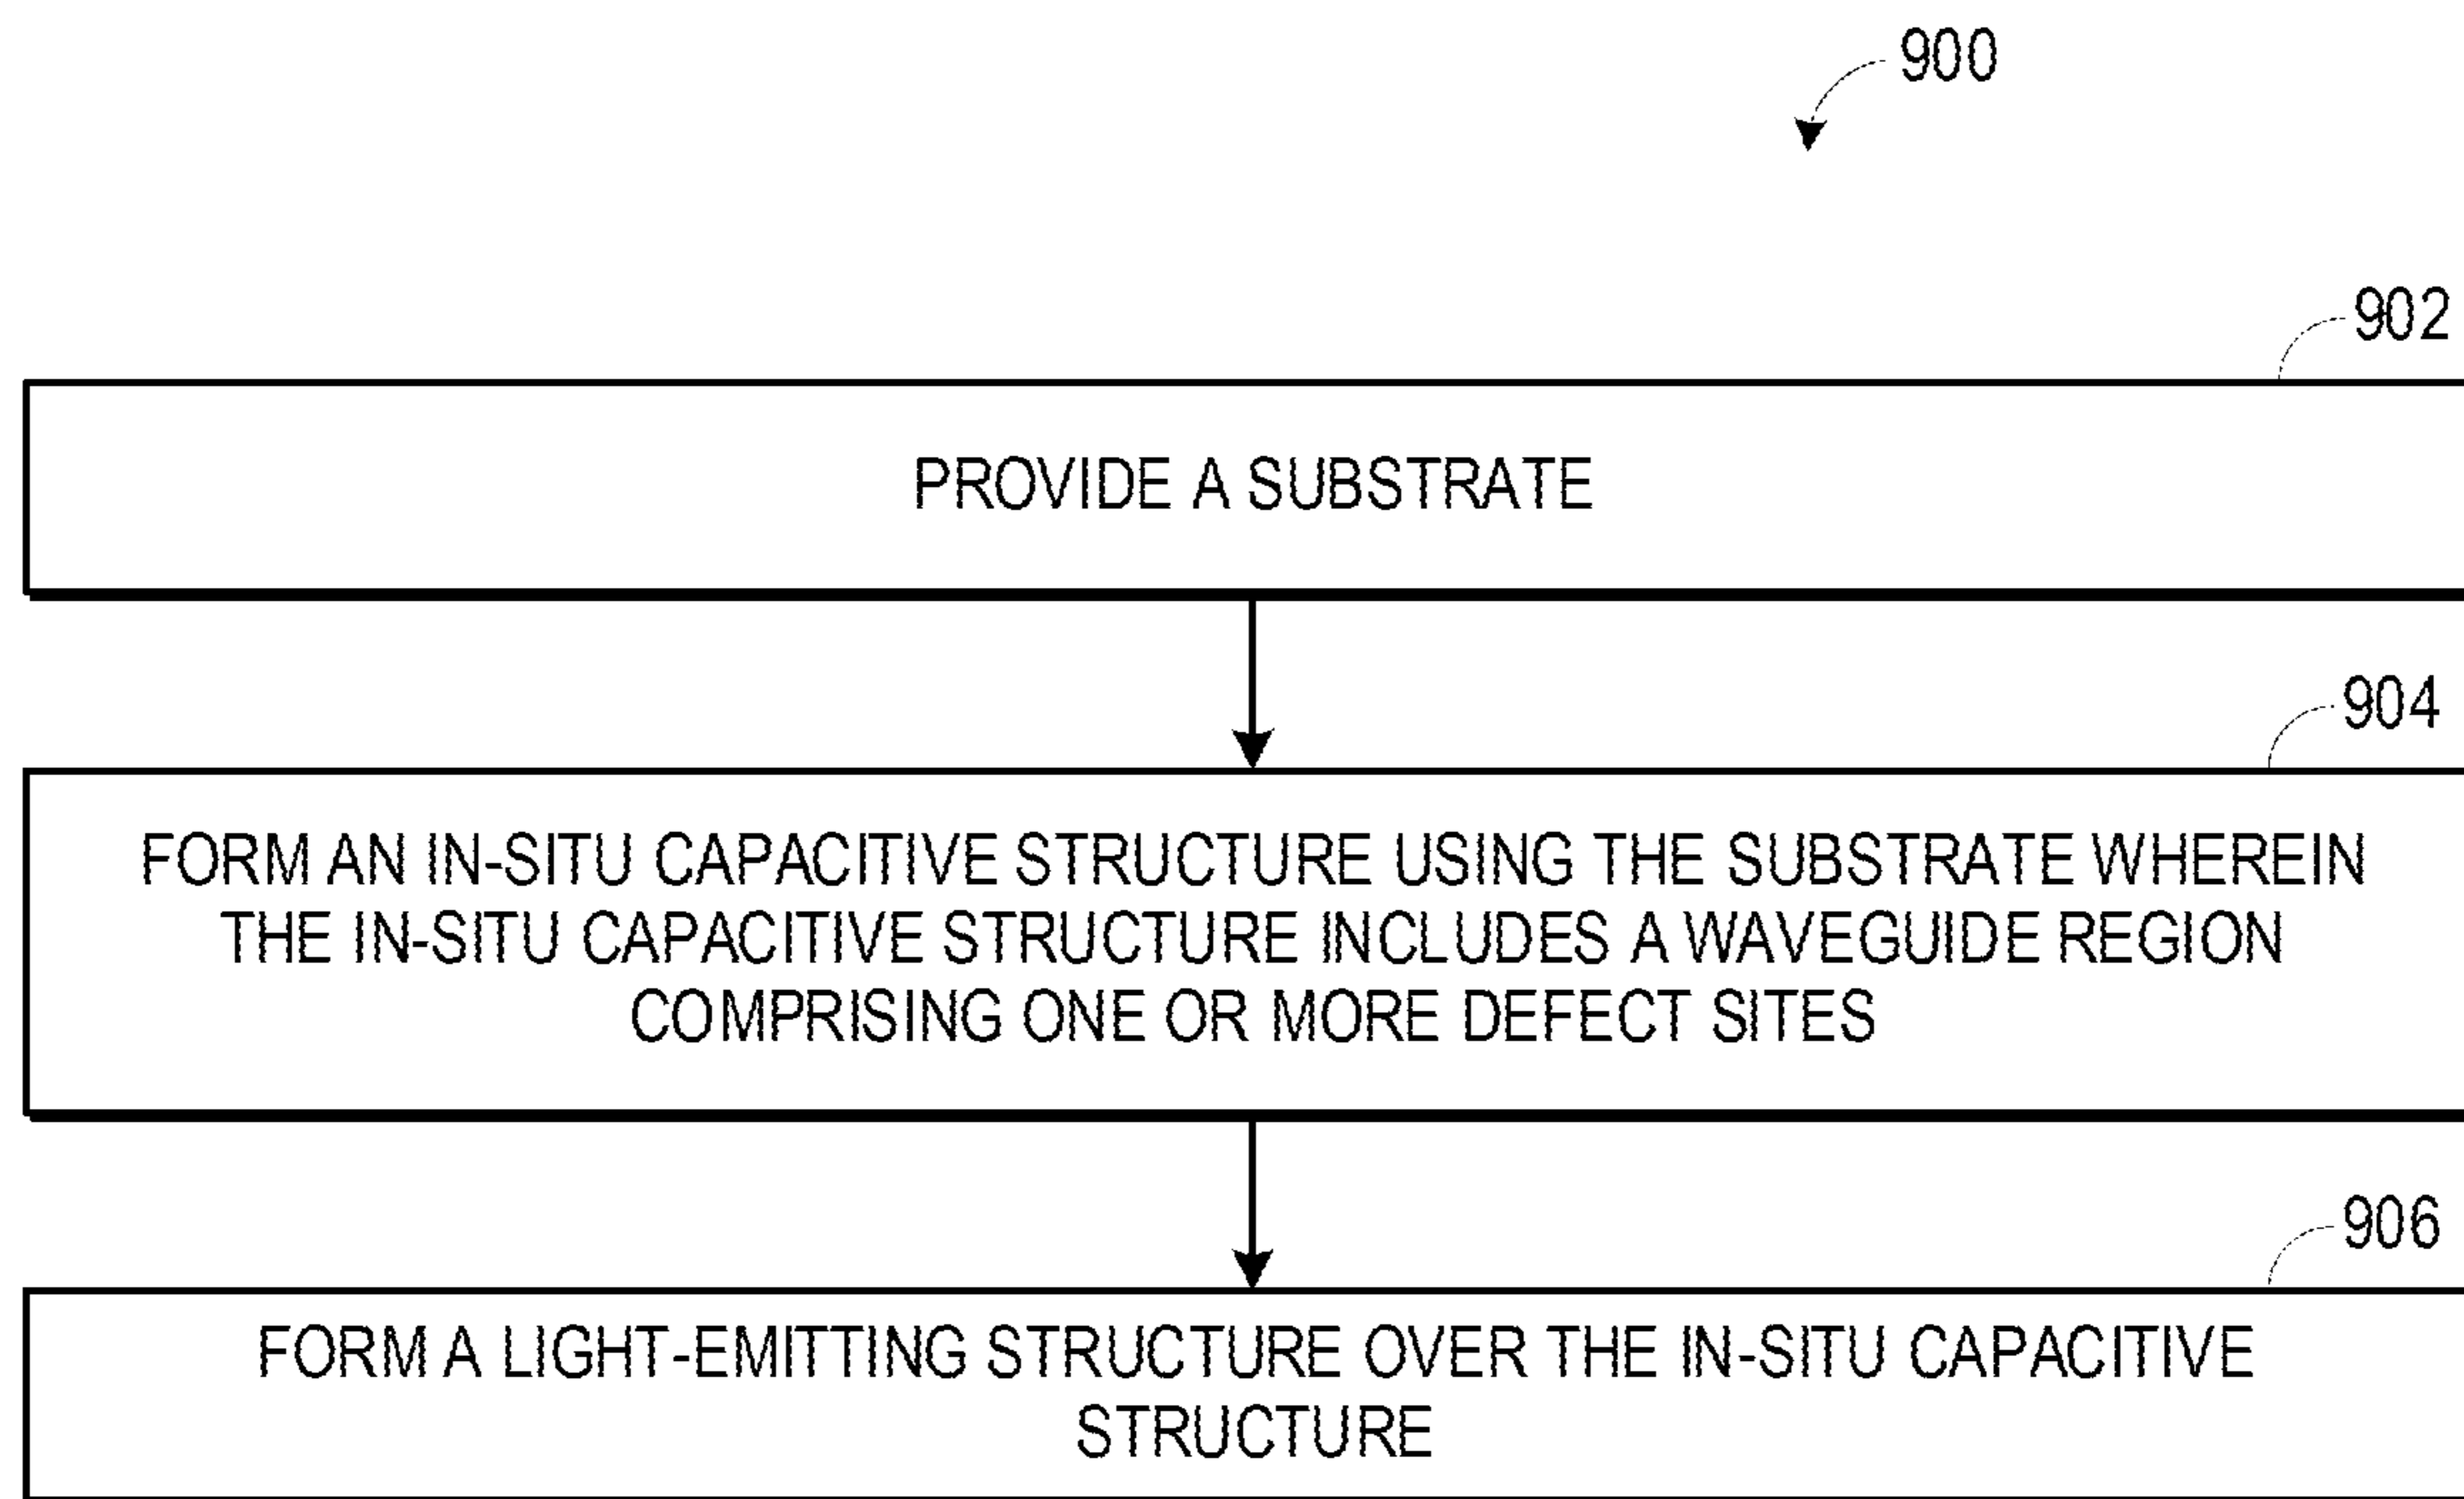 900
902
PROVIDE A SUBSTRATE
904
FORM AN IN-SITU CAPACITIVE STRUCTURE USING THE SUBSTRATE WHEREIN
THE IN-SITU CAPACITIVE STRUCTURE INCLUDES A WAVEGUIDE REGION
COMPRISING ONE OR MORE DEFECT SITES
906
FORM A LIGHT-EMITTING STRUCTURE OVER THE IN-SITU CAPACITIVE
STRUCTURE